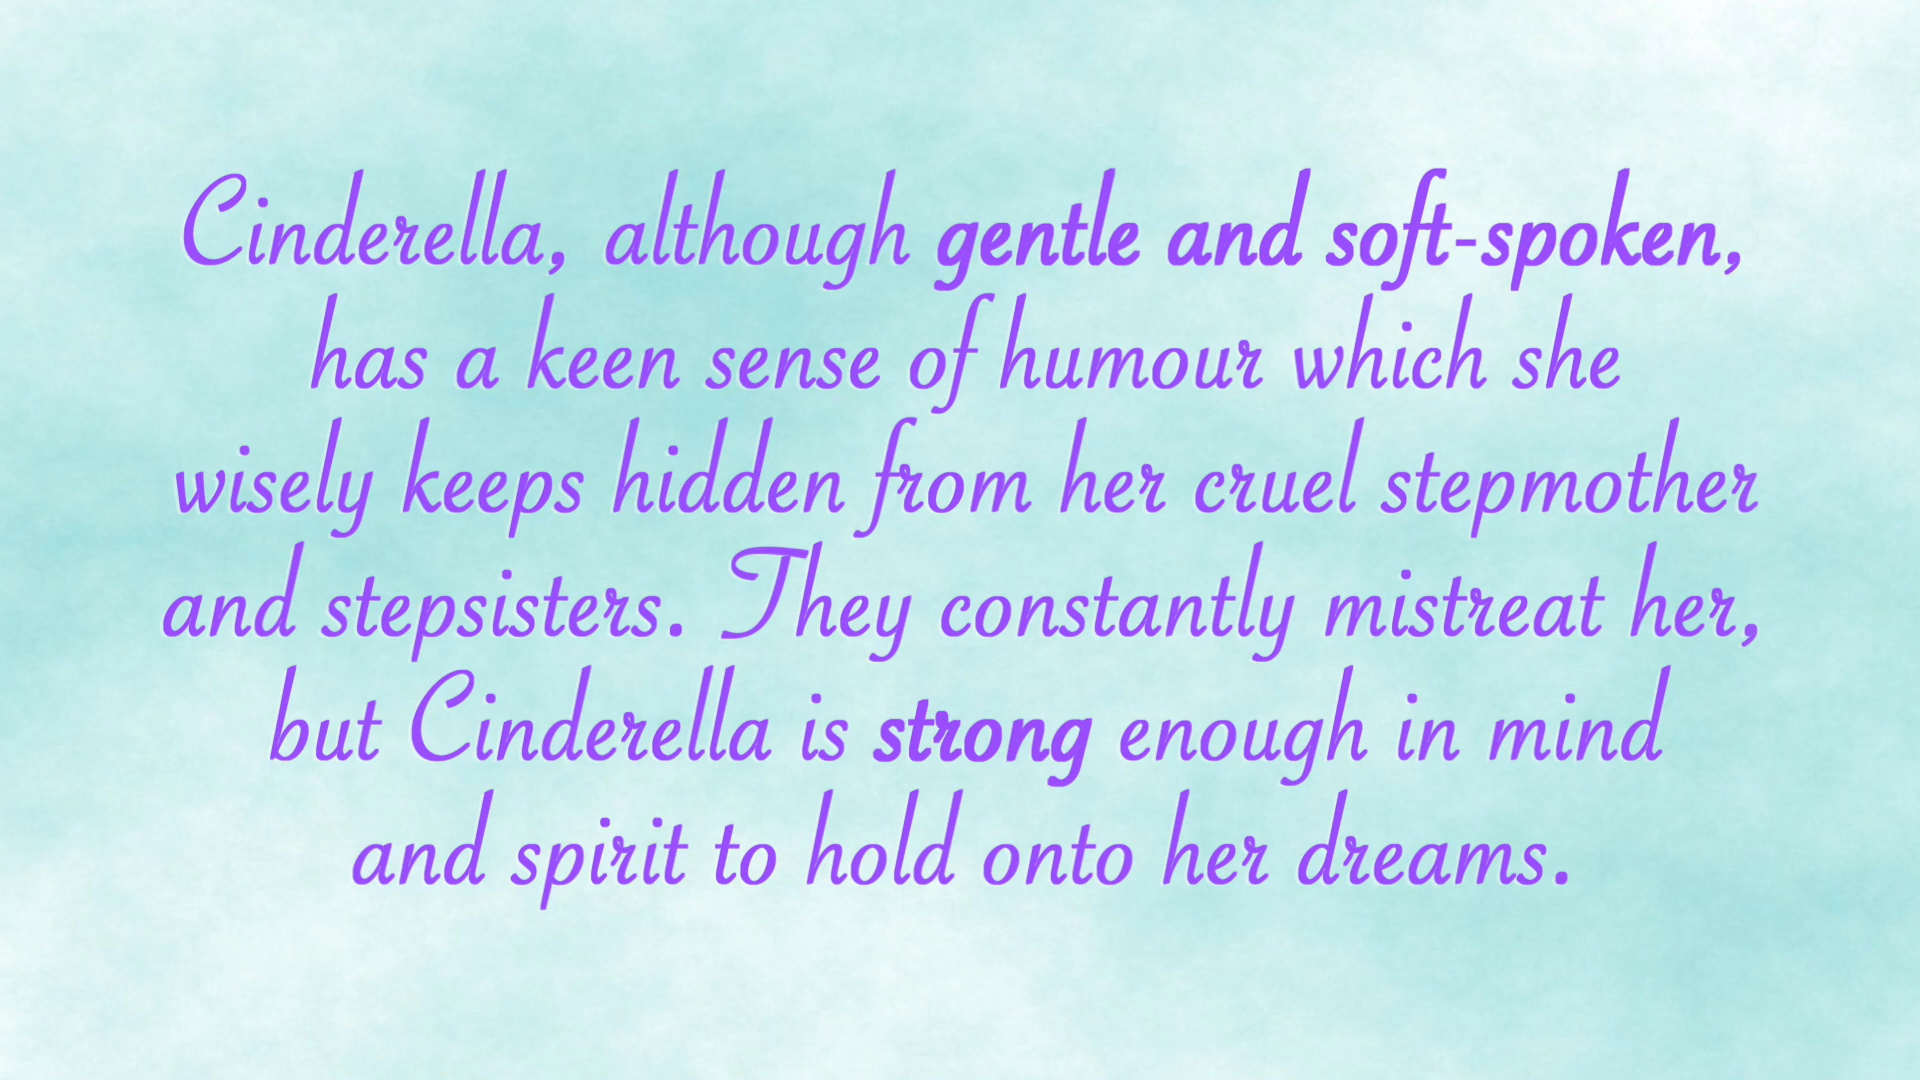 Cinderella, although gentle and soft-spoken,
has a keen sense of humour which she
wisely keeps hidden from her cruel stepmother
and stepsisters. They constantly mistreat her,
but Cinderella is strong enough in mind
and spirit to hold onto her dreams.